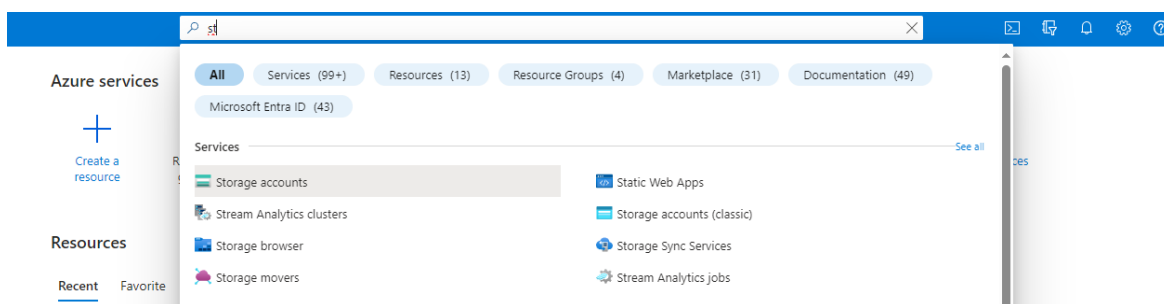 st
All Services (99+) Resources (13) Resource Groups (4) Marketplace (31) Documentation (49)
Microsoft Entra ID (43)
Azure services
Create a
resource
Services See all
Storage accounts Static Web Apps
Stream Analytics clusters Storage accounts (classic)
Storage browser Storage Sync Services
Storage movers Stream Analytics jobs
Resources
Recent Favorite